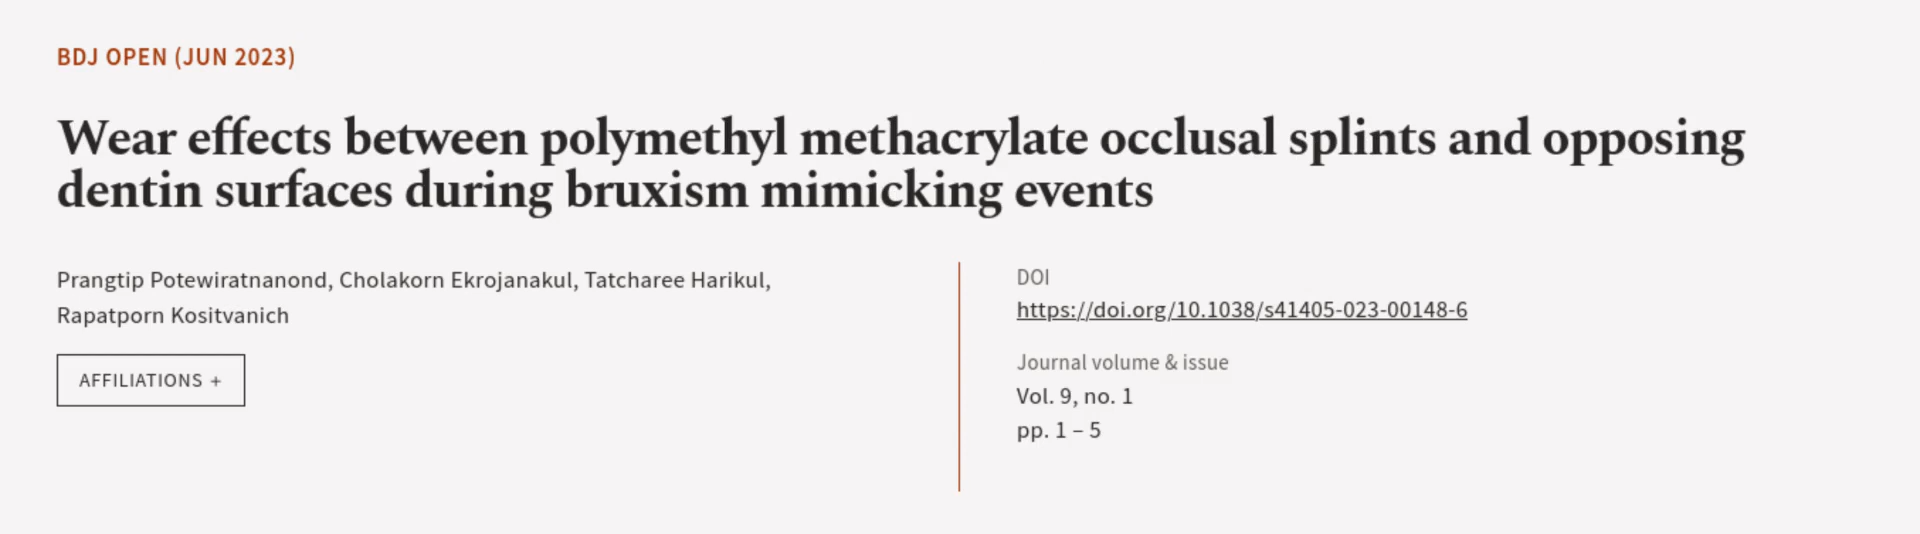 BDJ OPEN (JUN 2023)
Wear effects between polymethyl methacrylate occlusal splints and opposing
dentin surfaces during bruxism mimicking events
Prangtip Potewiratnanond, Cholakorn Ekrojanakul, Tatcharee Harikul,
Rapatporn Kositvanich
AFFILIATIONS +
DOI
https://doi.org/10.1038/s41405-023-00148-6
Journal volume & issue
Vol. 9, no. 1
pp. 1 – 5